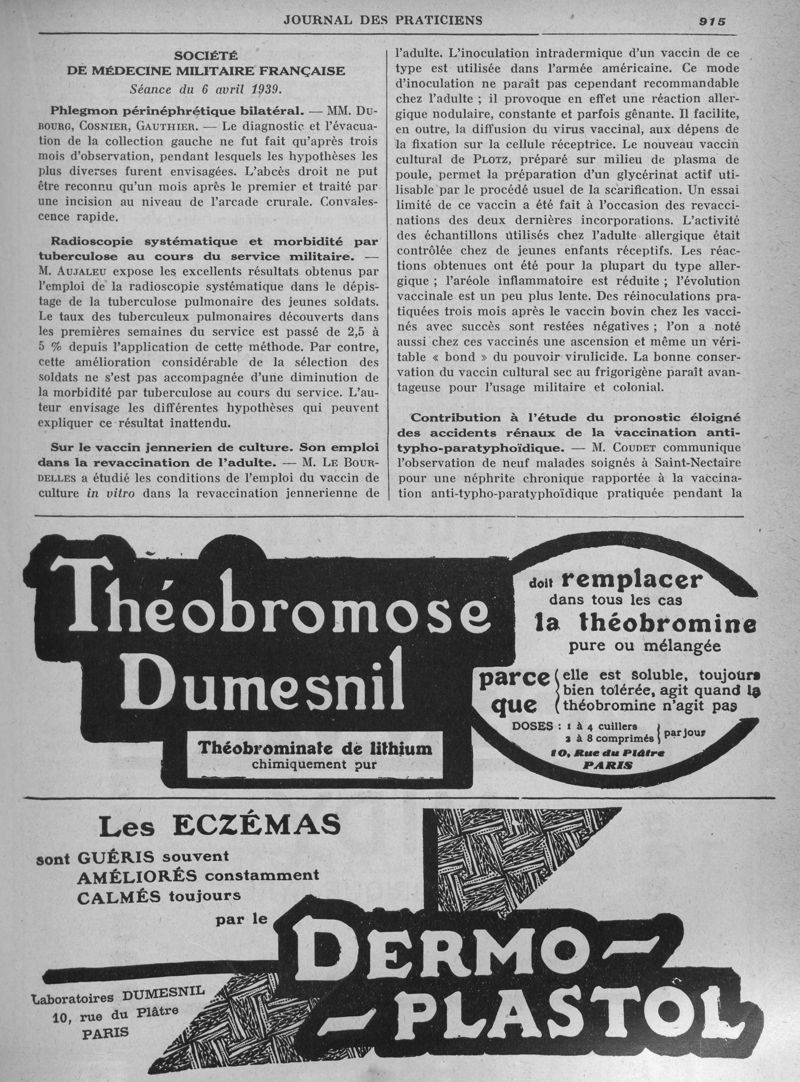 JOURNAL DES PRATICIENS
915
SOCIÉTÉ
DE MÉDECINE MILITAIRE FRANÇAISE
Séance du 6 avril 1939.
Phlegmon périnéphrétique bilatéral. — MM. Du-
bourg, Cosnier, Gauthier. — Le diagnostic et l'évacua-
tion de la collection gauche ne fut fait qu'après trois
mois d'observation, pendant lesquels les hypothèses les
plus diverses furent envisagées. L'abcès droit ne put
être reconnu qu'un mois après le premier et traité par
une incision au niveau de l'arcade crurale. Convales-
cence rapide.
Radioscopie systématique et morbidité par
tuberculose au cours du service militaire. —
M. Aujaleu expose les excellents résultats obtenus par
l'emploi de la radioscopie systématique dans le dépis-
tage de la tuberculose pulmonaire des jeunes soldats.
Le taux des tuberculeux pulmonaires découverts dans
les premières semaines du service est passé de 2,5 à
5 % depuis l'application de cette méthode. Par contre,
cette amélioration considérable de la sélection des
soldats ne s'est pas accompagnée d'une diminution de
la morbidité par tuberculose au cours du service. L'au-
teur envisage les différentes hypothèses qui peuvent
expliquer ce résultat inattendu.
Sur le vaccin jennerien de culture. Son emploi
dans la revaccination de l'adulte. — M. Le Bour-
delles a étudié les conditions de l'emploi du vaccin de
culture in vitro dans la revaccination jennerienne de
l'adulte. L'inoculation intradermique d'un vaccin de ce
type est utilisée dans l'armée américaine. Ce mode
d'inoculation ne paraît pas cependant recommandable
chez l'adulte ; il provoque en effet une réaction aller-
gique nodulaire, constante et parfois gênante. Il facilite,
en outre, la diffusion du virus vaccinal, aux dépens de
la fixation sur la cellule réceptrice. Le nouveau vaccin
cultural de Plotz, préparé sur milieu de plasma de
poule, permet la préparation d'un glycérinat actif uti-
lisable par le procédé usuel de la scarification. Un essai
limité de ce vaccin a été fait à l'occasion des revacci-
nations des deux dernières incorporations. L'activité
des échantillons utilisés chez l'adulte allergique était
contrôlée chez de jeunes enfants réceptifs. Les réac-
tions obtenues ont été pour la plupart du type aller-
gique ; l'aréole inflammatoire est réduite ; l'évolution
vaccinale est un peu plus lente. Des réinoculations pra-
tiquées trois mois après le vaccin bovin chez les vacci-
nés avec succès sont restées négatives ; l'on a noté
aussi chez ces vaccinés une ascension et même un véri-
table « bond » du pouvoir virulicide. La bonne conser-
vation du vaccin cultural sec au frigorigène paraît avan-
tageuse pour l'usage militaire et colonial.
Contribution à l'étude du pronostic éloigné
des accidents rénaux de la vaccination anti-
typho-paratyphoïdique. — M. Coudet communique
l'observation de neuf malades soignés à Saint-Nectaire
pour une néphrite chronique rapportée à la vaccina-
tion anti-typho-paratyphoïdique pratiquée pendant la
Théobromose
Dumesnil
Théobrominate de lithium
chimiquement pur
doit remplacer
dans tous les cas
la théobromine
pure ou mélangée
parce que
elle est soluble, toujours
bien tolérée, agit quand la
théobromine n'agit pas
DOSES : 1 à 4 cuillers
2 à 8 comprimés
par jour
10, Rue du Plâtre
PARIS
Les ECZÉMAS
sont GUÉRIS souvent
AMÉLIORÉS constamment
CALMÉS toujours
par le
DERMO-
-PLASTOL
Laboratoires DUMESNIL
10, rue du Plâtre
PARIS